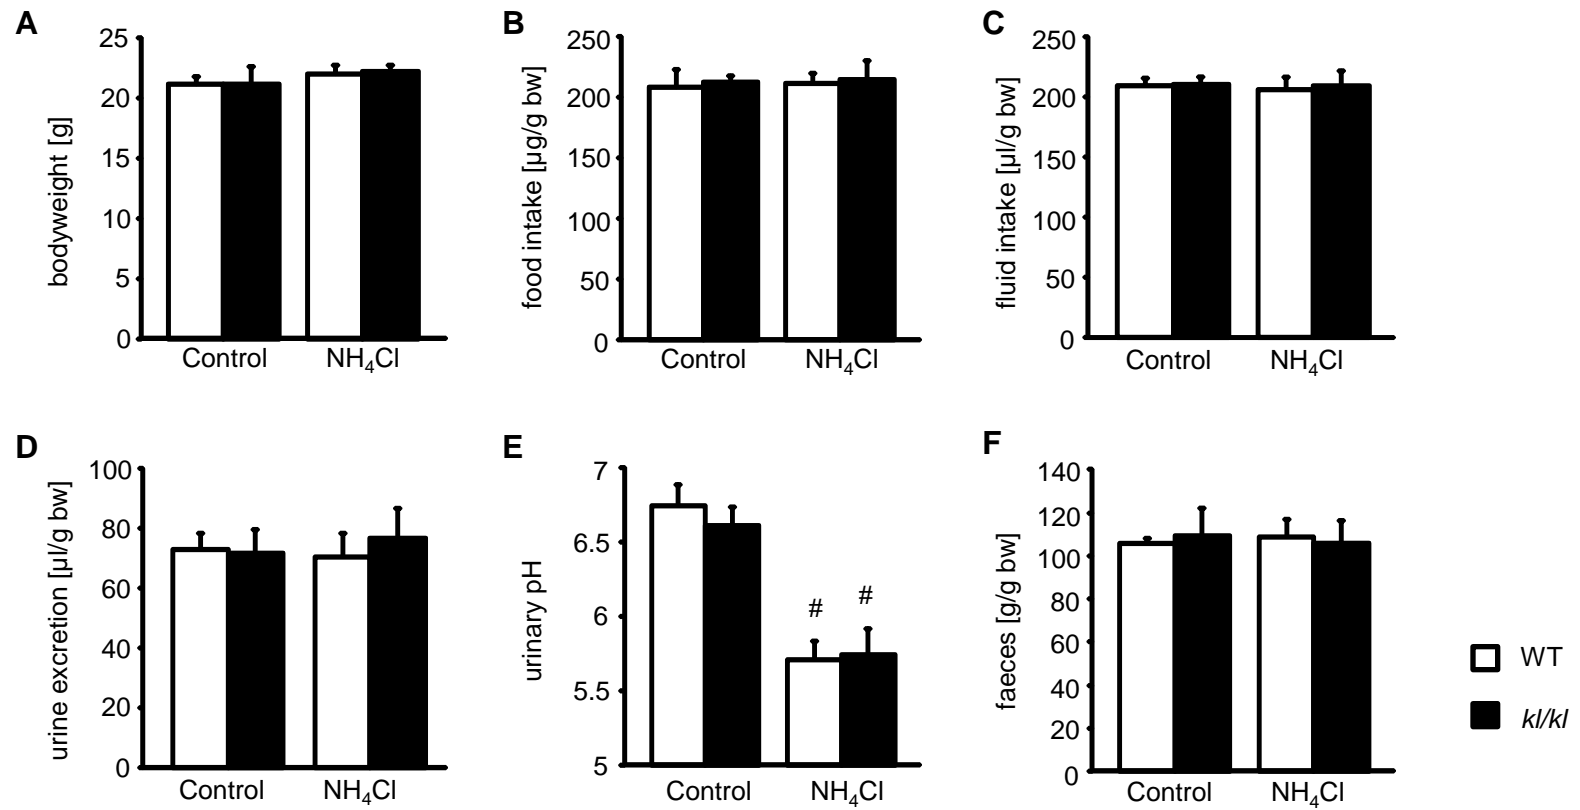 A
25
20
15
10
5
0
bodyweight [g]
Control NH₄Cl
B
250
200
150
100
50
0
food intake [µg/g bw]
Control NH₄Cl
C
250
200
150
100
50
0
fluid intake [µl/g bw]
Control NH₄Cl
D
100
80
60
40
20
0
urine excretion [µl/g bw]
Control NH₄Cl
E
7
6.5
6
5.5
5
urinary pH
# #
Control NH₄Cl
F
140
120
100
80
60
40
20
0
faeces [g/g bw]
Control NH₄Cl
WT
kl/kl